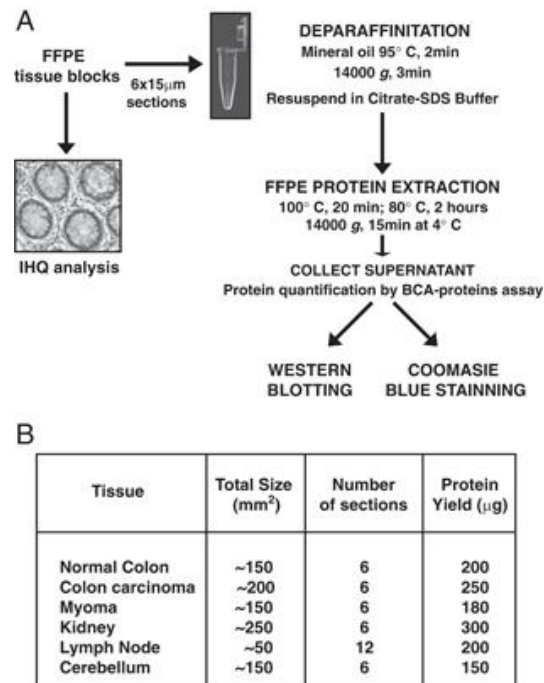 A
FFPE
tissue blocks
6x15μm
sections
IHQ analysis
DEPARAFFINITATION
Mineral oil 95° C, 2min
14000 g, 3min
Resuspend in Citrate-SDS Buffer
FFPE PROTEIN EXTRACTION
100° C, 20 min; 80° C, 2 hours
14000 g, 15min at 4° C
COLLECT SUPERNATANT
Protein quantification by BCA-proteins assay
WESTERN
BLOTTING
COOMASIE
BLUE STAINNING
B
Tissue Total Size (mm²) Number of sections Protein Yield (μg)
Normal Colon ~150 6 200
Colon carcinoma ~200 6 250
Myoma ~150 6 180
Kidney ~250 6 300
Lymph Node ~50 12 200
Cerebellum ~150 6 150